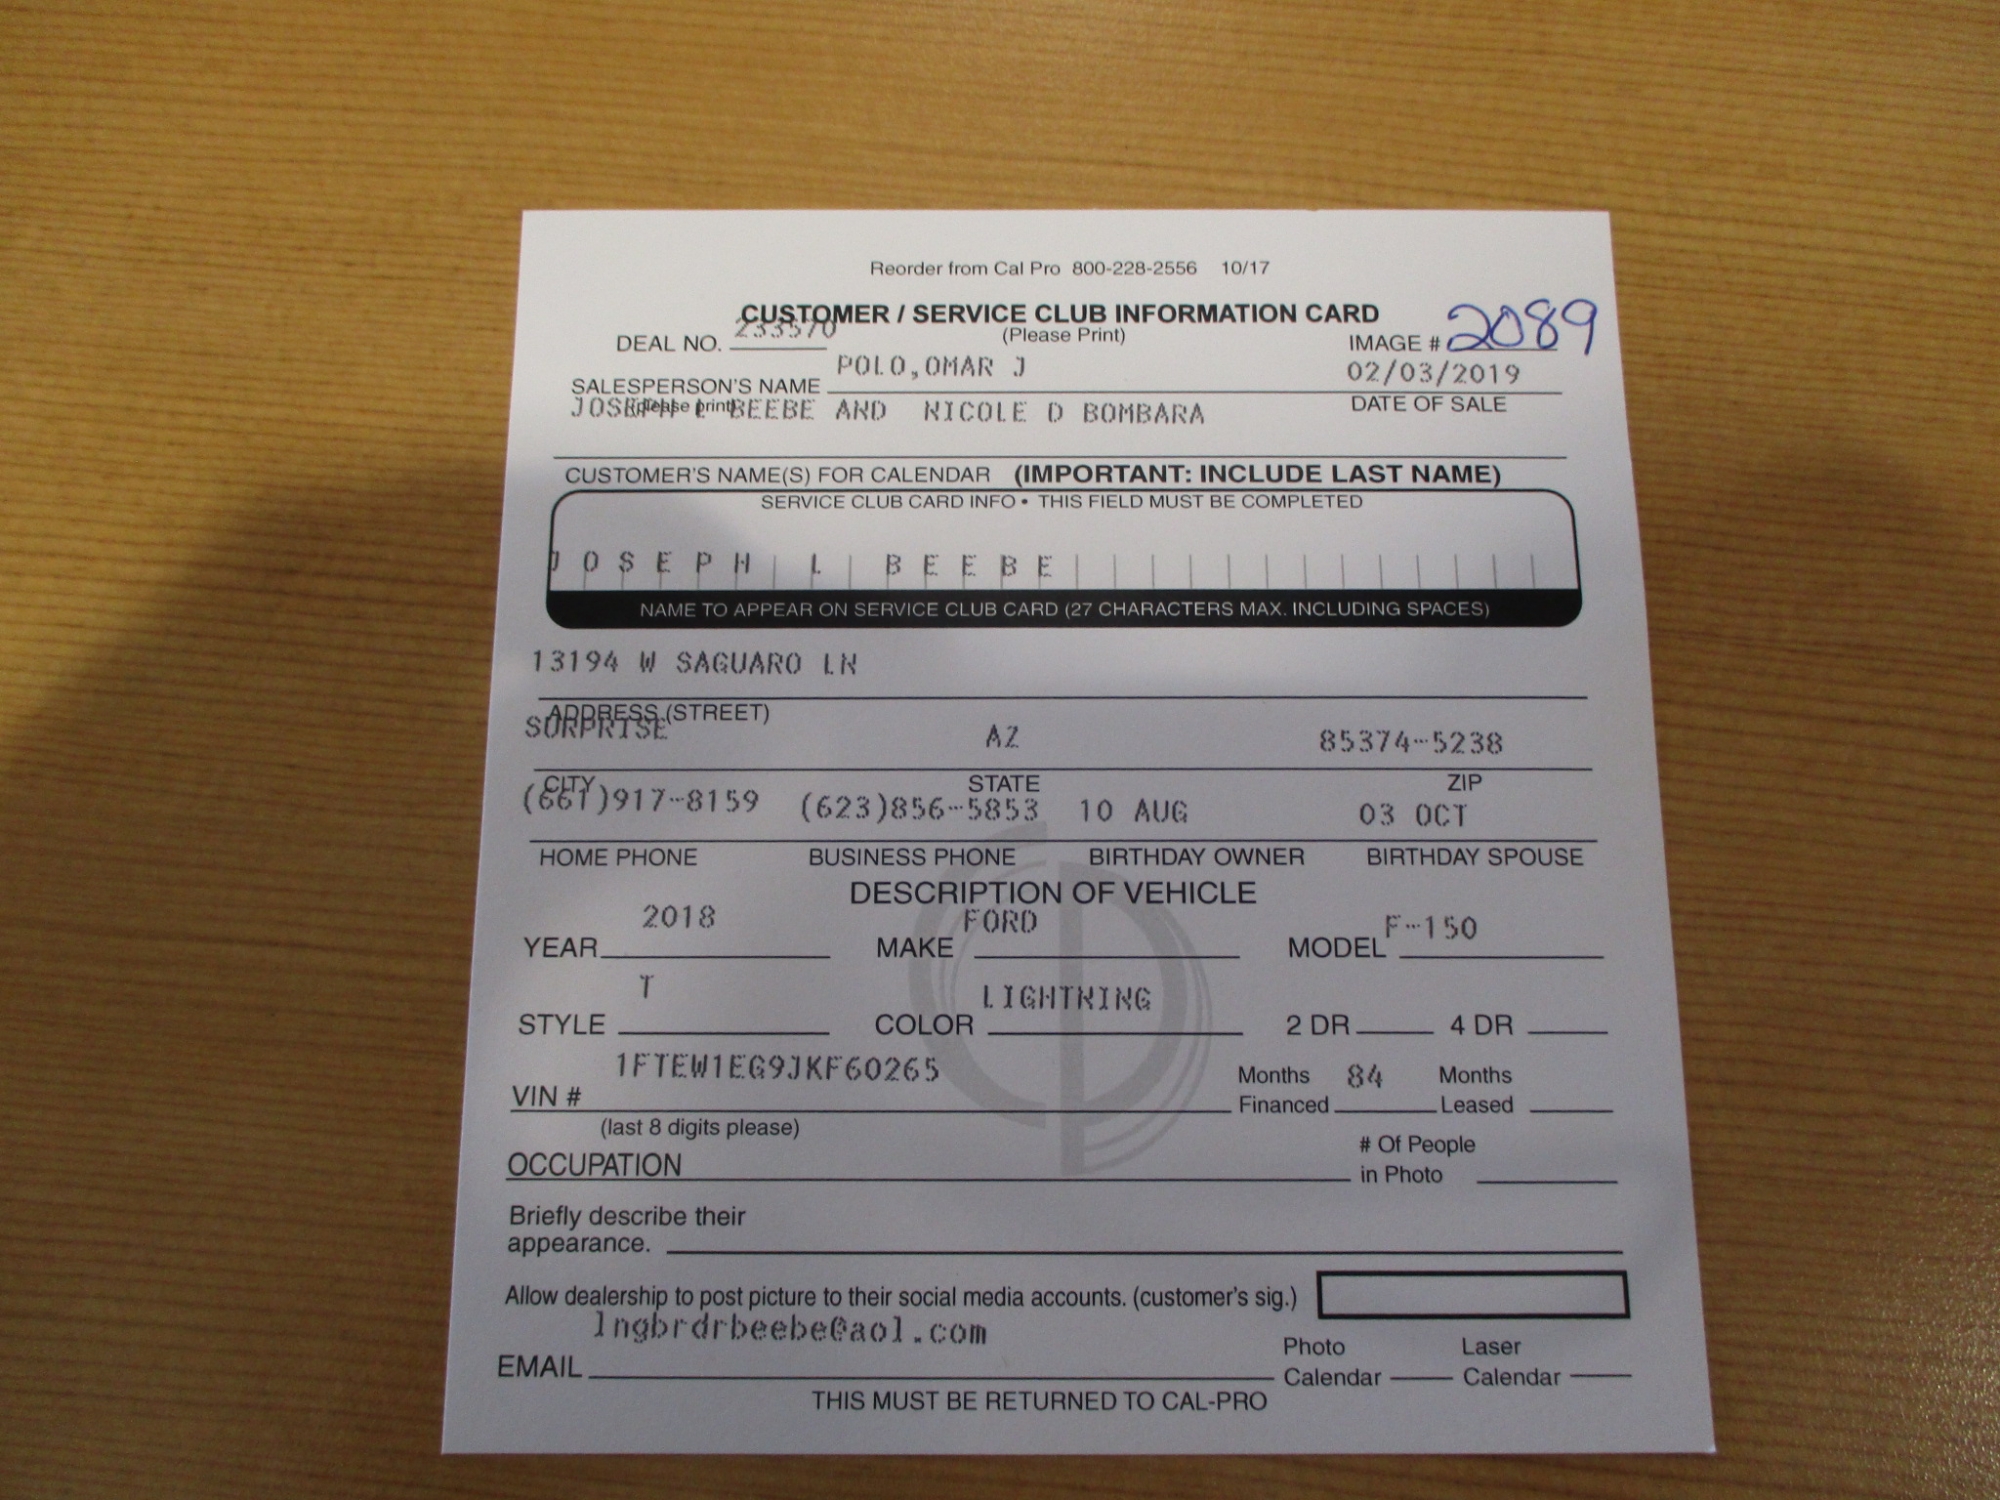 Reorder from Cal Pro 800-228-2556 10/17
CUSTOMER / SERVICE CLUB INFORMATION CARD
(Please Print)
DEAL NO. 233570
IMAGE # 2089
SALESPERSON'S NAME POLO,OMAR J 02/03/2019
(please print) DATE OF SALE
JOSEPH L BEEBE AND NICOLE D BOMBARA
CUSTOMER'S NAME(S) FOR CALENDAR (IMPORTANT: INCLUDE LAST NAME)
SERVICE CLUB CARD INFO • THIS FIELD MUST BE COMPLETED
JOSEPH L BEEBE
NAME TO APPEAR ON SERVICE CLUB CARD (27 CHARACTERS MAX. INCLUDING SPACES)
13194 W SAGUARO LN
ADDRESS (STREET)
SURPRISE AZ 85374-5238
CITY STATE ZIP
(661)917-8159 (623)856-5853 10 AUG 03 OCT
HOME PHONE BUSINESS PHONE BIRTHDAY OWNER BIRTHDAY SPOUSE
DESCRIPTION OF VEHICLE
YEAR 2018 MAKE FORD MODEL F-150
STYLE T COLOR LIGHTNING 2 DR 4 DR
VIN # 1FTEW1EG9JKF60265 Months Financed 84 Months Leased
(last 8 digits please)
OCCUPATION # Of People in Photo
Briefly describe their
appearance.
Allow dealership to post picture to their social media accounts. (customer's sig.)
lngbrdrbeebe@aol.com
EMAIL Photo Calendar Laser Calendar
THIS MUST BE RETURNED TO CAL-PRO